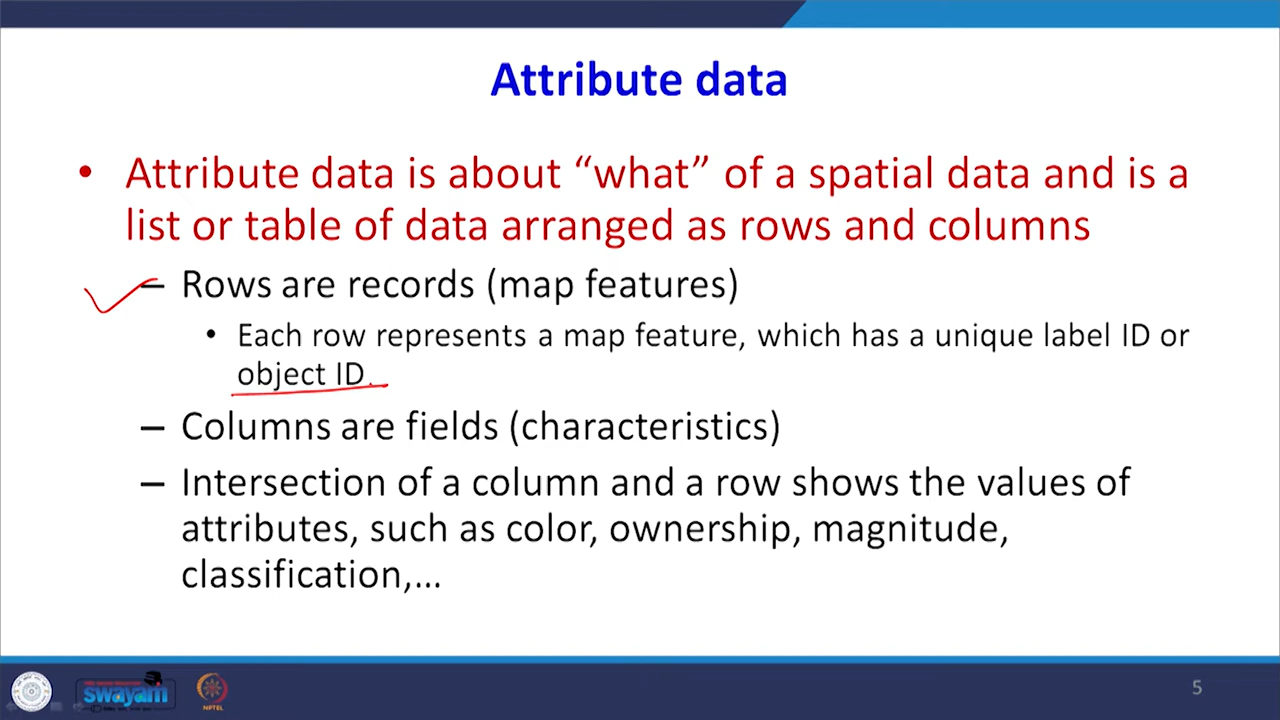 Attribute data
• Attribute data is about “what” of a spatial data and is a
list or table of data arranged as rows and columns
– Rows are records (map features)
• Each row represents a map feature, which has a unique label ID or
object ID.
– Columns are fields (characteristics)
– Intersection of a column and a row shows the values of
attributes, such as color, ownership, magnitude,
classification,…
swayam
NPTEL
5